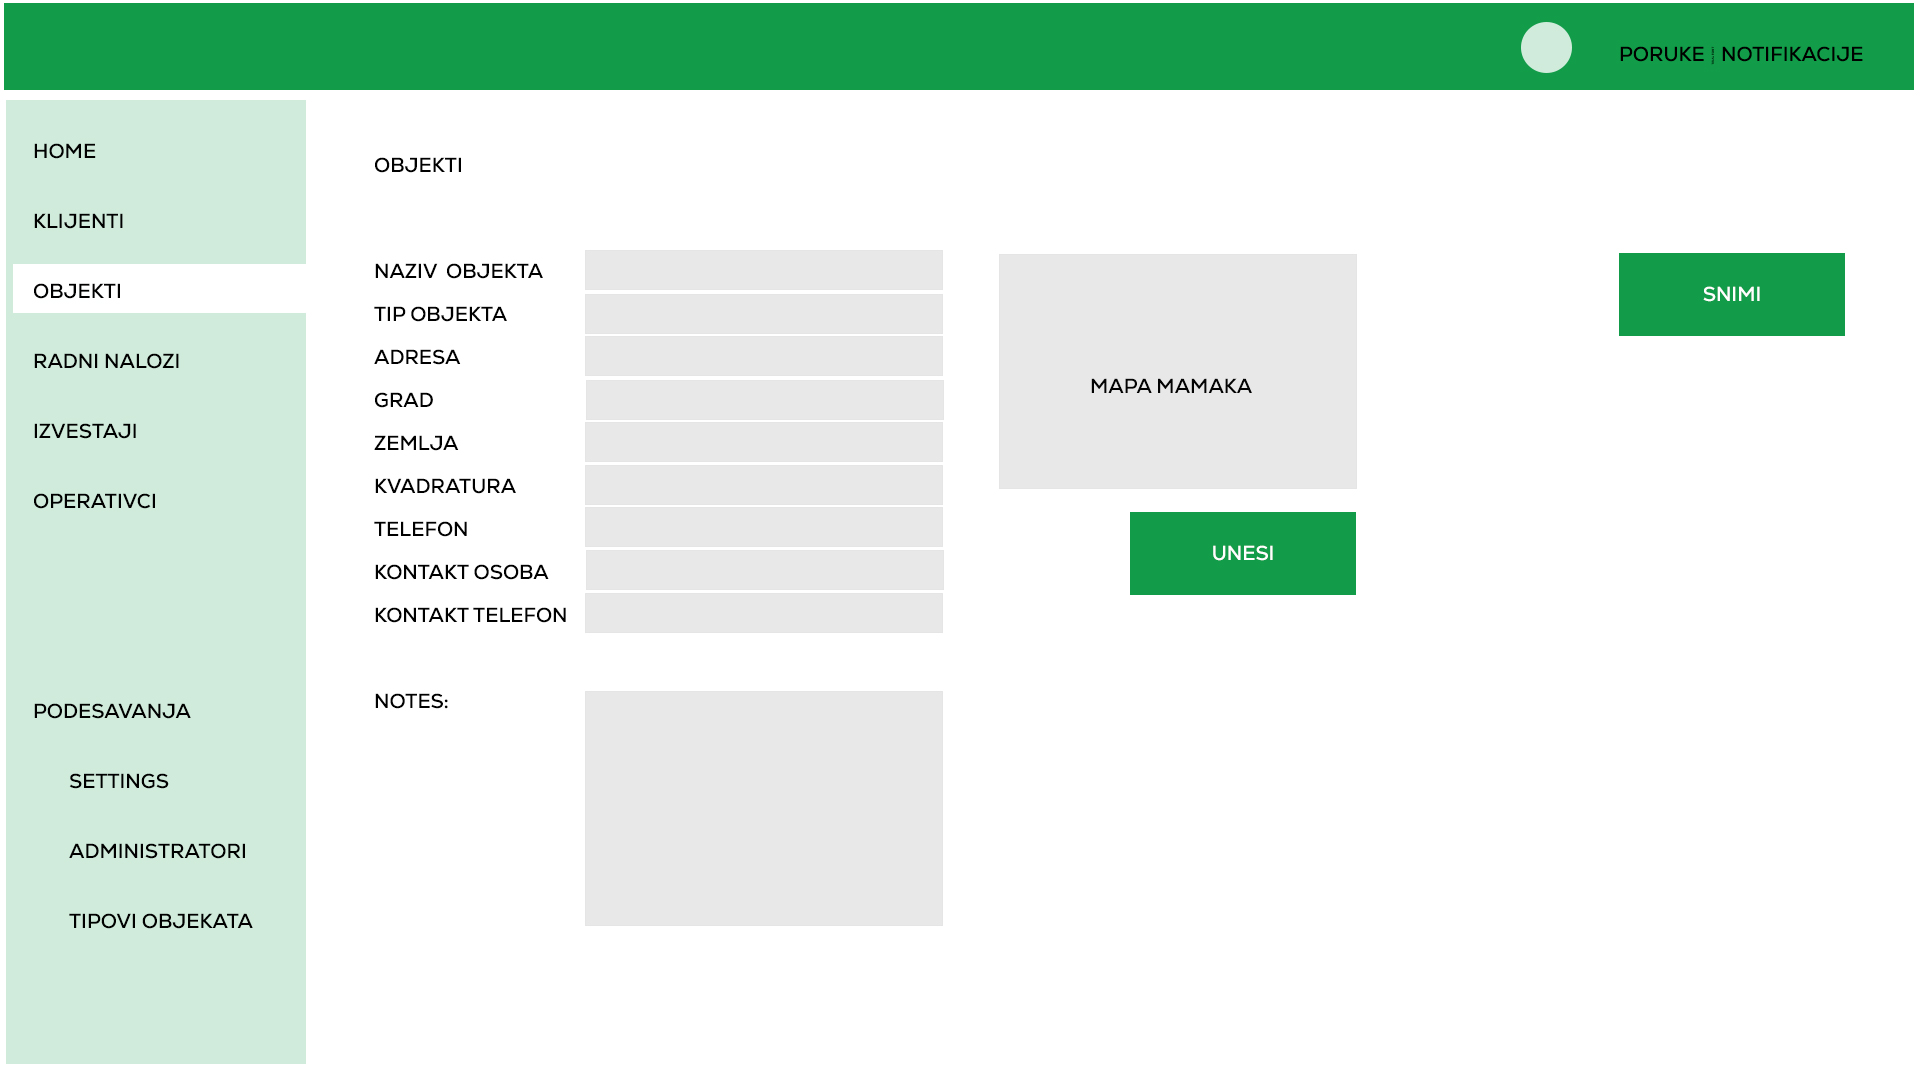 PORUKE | NOTIFIKACIJE
HOME
KLIJENTI
OBJEKTI
RADNI NALOZI
IZVESTAJI
OPERATIVCI
PODESAVANJA
SETTINGS
ADMINISTRATORI
TIPOVI OBJEKATA
OBJEKTI
NAZIV OBJEKTA
TIP OBJEKTA
ADRESA
GRAD
ZEMLJA
KVADRATURA
TELEFON
KONTAKT OSOBA
KONTAKT TELEFON
NOTES:
MAPA MAMAKA
UNESI
SNIMI